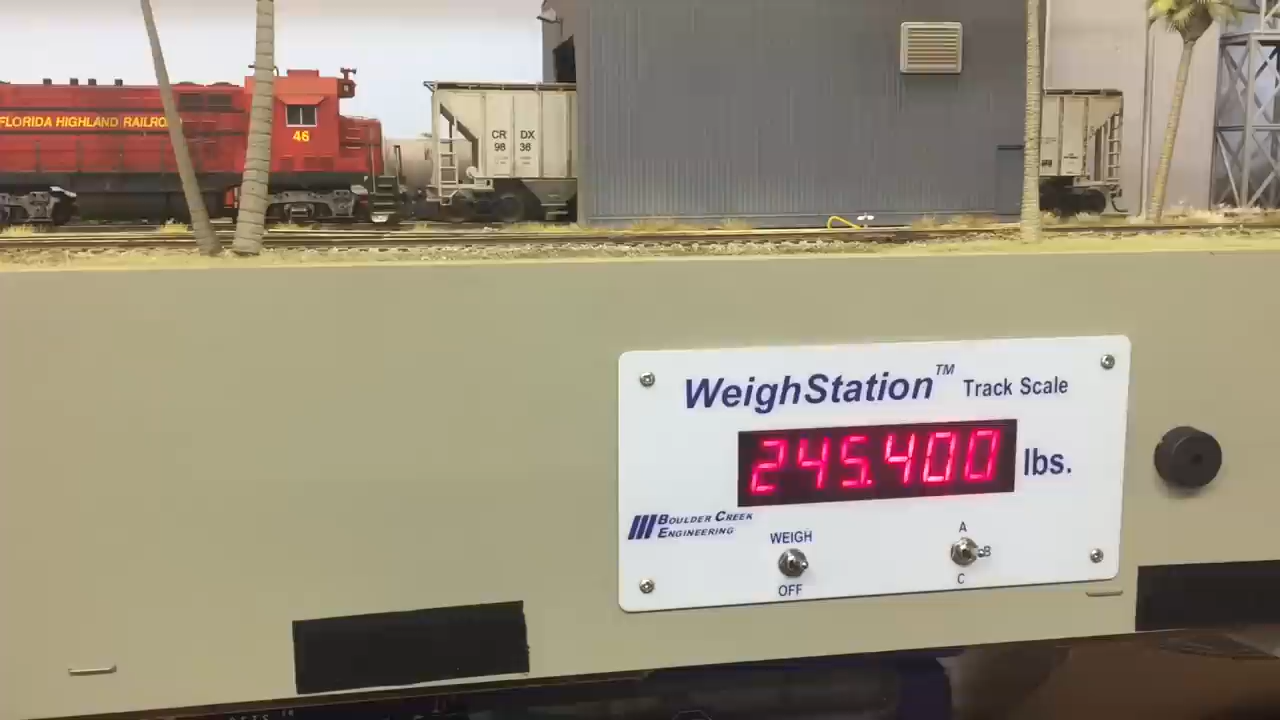 FLORIDA HIGHLAND RAILRO
46
CR DX
98 36
WeighStation™ Track Scale
245.400 lbs.
BOULDER CREEK
ENGINEERING
WEIGH
OFF
A
B
C